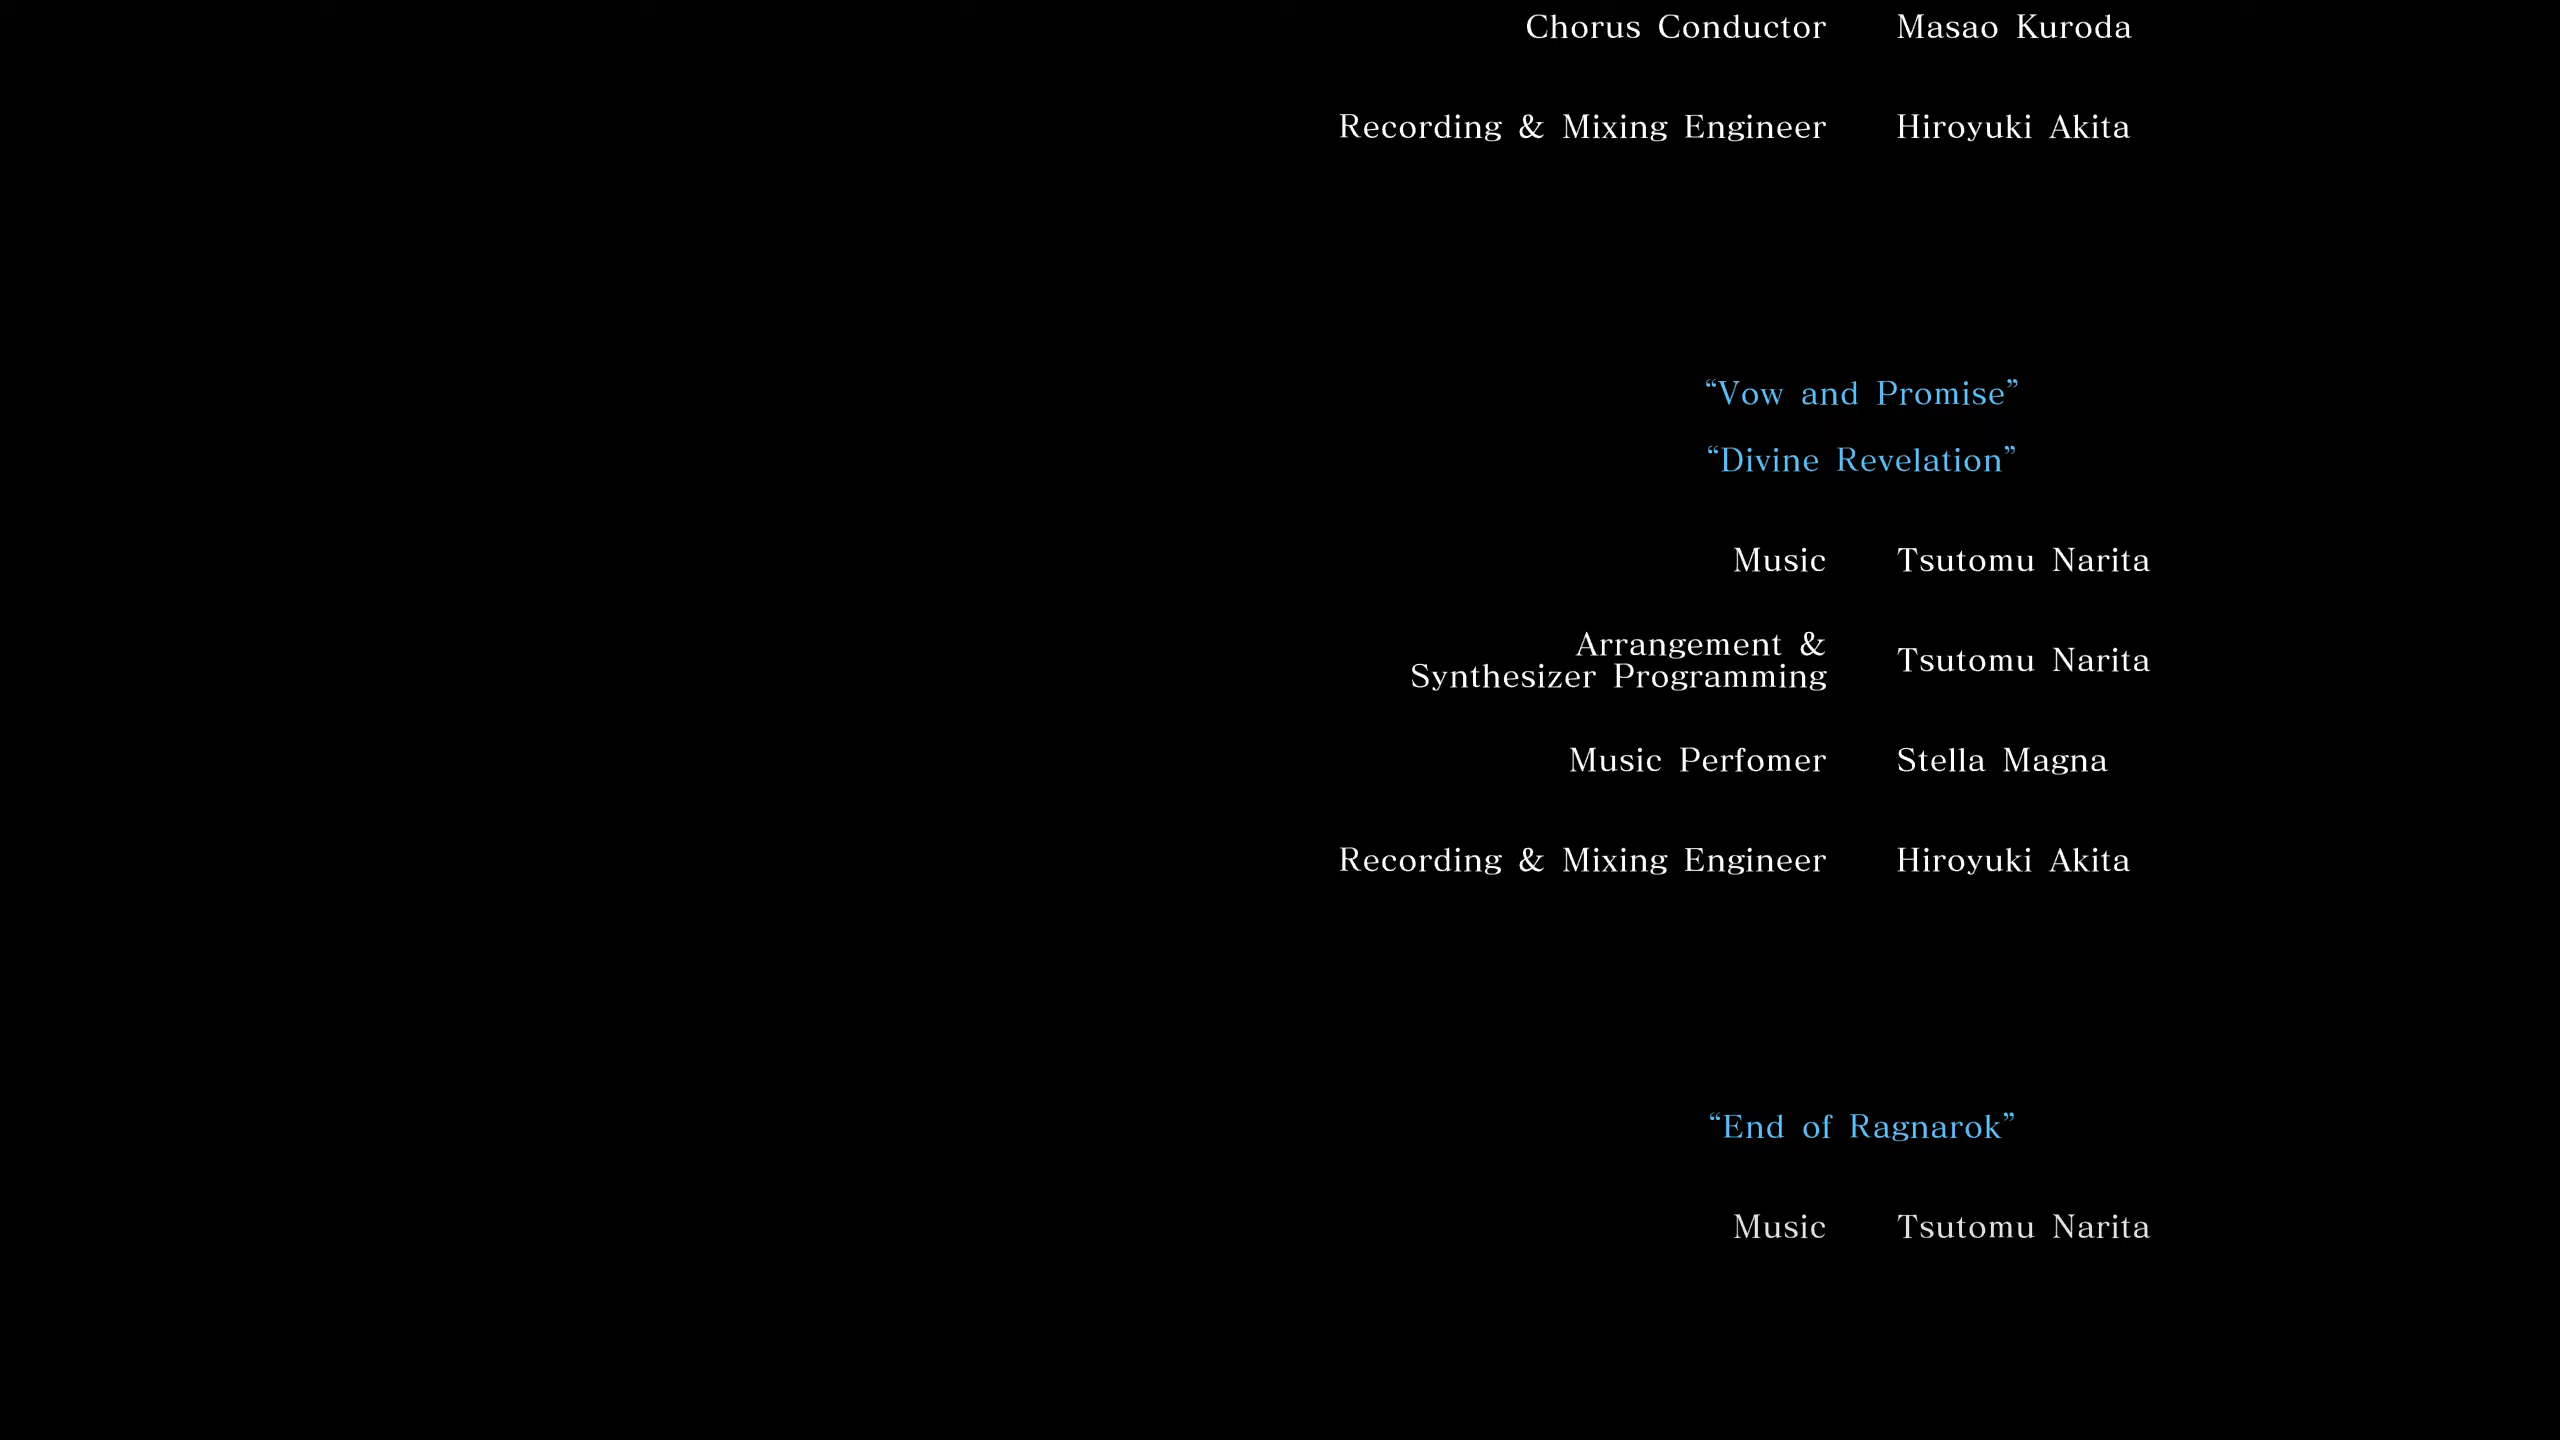 Chorus Conductor Masao Kuroda
Recording & Mixing Engineer Hiroyuki Akita
“Vow and Promise”
“Divine Revelation”
Music Tsutomu Narita
Arrangement &
Synthesizer Programming Tsutomu Narita
Music Perfomer Stella Magna
Recording & Mixing Engineer Hiroyuki Akita
“End of Ragnarok”
Music Tsutomu Narita